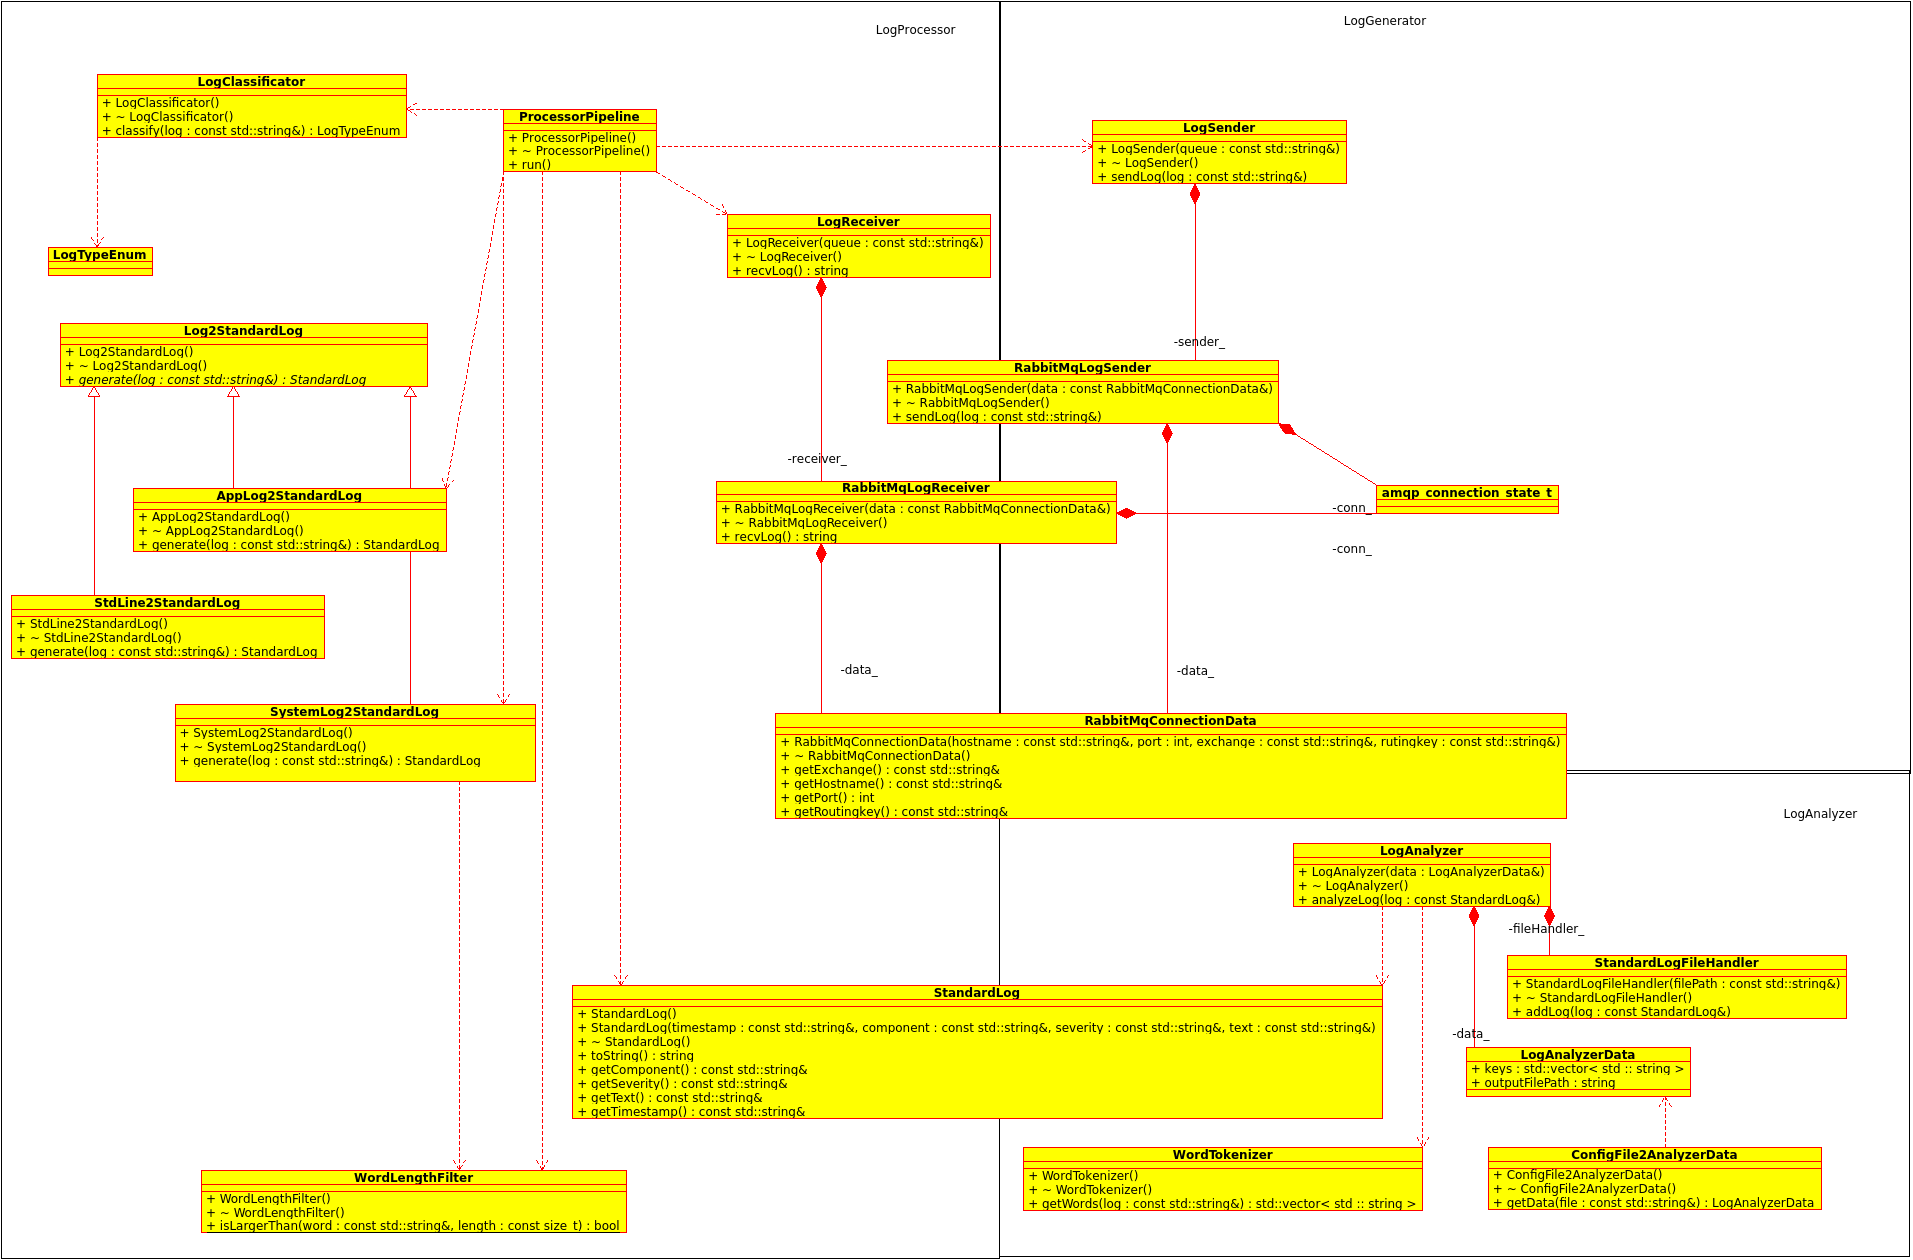 LogProcessor
LogGenerator
LogClassificator
+ LogClassificator()
+ ~ LogClassificator()
+ classify(log : const std::string&) : LogTypeEnum
ProcessorPipeline
+ ProcessorPipeline()
+ ~ ProcessorPipeline()
+ run()
LogSender
+ LogSender(queue : const std::string&)
+ ~ LogSender()
+ sendLog(log : const std::string&)
LogReceiver
+ LogReceiver(queue : const std::string&)
+ ~ LogReceiver()
+ recvLog() : string
LogTypeEnum
Log2StandardLog
+ Log2StandardLog()
+ ~ Log2StandardLog()
+ generate(log : const std::string&) : StandardLog
-sender_
RabbitMqLogSender
+ RabbitMqLogSender(data : const RabbitMqConnectionData&)
+ ~ RabbitMqLogSender()
+ sendLog(log : const std::string&)
-receiver_
RabbitMqLogReceiver
+ RabbitMqLogReceiver(data : const RabbitMqConnectionData&)
+ ~ RabbitMqLogReceiver()
+ recvLog() : string
amqp_connection_state_t
-conn_
-conn_
AppLog2StandardLog
+ AppLog2StandardLog()
+ ~ AppLog2StandardLog()
+ generate(log : const std::string&) : StandardLog
StdLine2StandardLog
+ StdLine2StandardLog()
+ ~ StdLine2StandardLog()
+ generate(log : const std::string&) : StandardLog
-data_
-data_
SystemLog2StandardLog
+ SystemLog2StandardLog()
+ ~ SystemLog2StandardLog()
+ generate(log : const std::string&) : StandardLog
RabbitMqConnectionData
+ RabbitMqConnectionData(hostname : const std::string&, port : int, exchange : const std::string&, rutingkey : const std::string&)
+ ~ RabbitMqConnectionData()
+ getExchange() : const std::string&
+ getHostname() : const std::string&
+ getPort() : int
+ getRoutingkey() : const std::string&
LogAnalyzer
LogAnalyzer
+ LogAnalyzer(data : LogAnalyzerData&)
+ ~ LogAnalyzer()
+ analyzeLog(log : const StandardLog&)
-fileHandler_
StandardLogFileHandler
+ StandardLogFileHandler(filePath : const std::string&)
+ ~ StandardLogFileHandler()
+ addLog(log : const StandardLog&)
StandardLog
+ StandardLog()
+ StandardLog(timestamp : const std::string&, component : const std::string&, severity : const std::string&, text : const std::string&)
+ ~ StandardLog()
+ toString() : string
+ getComponent() : const std::string&
+ getSeverity() : const std::string&
+ getText() : const std::string&
+ getTimestamp() : const std::string&
-data_
LogAnalyzerData
+ keys : std::vector< std :: string >
+ outputFilePath : string
WordLengthFilter
+ WordLengthFilter()
+ ~ WordLengthFilter()
+ isLargerThan(word : const std::string&, length : const size_t) : bool
WordTokenizer
+ WordTokenizer()
+ ~ WordTokenizer()
+ getWords(log : const std::string&) : std::vector< std :: string >
ConfigFile2AnalyzerData
+ ConfigFile2AnalyzerData()
+ ~ ConfigFile2AnalyzerData()
+ getData(file : const std::string&) : LogAnalyzerData